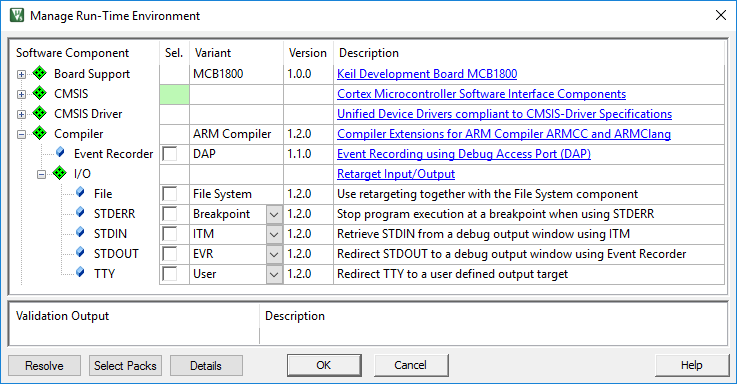 Manage Run-Time Environment
Software Component Sel. Variant Version Description
Board Support MCB1800 1.0.0 Keil Development Board MCB1800
CMSIS Cortex Microcontroller Software Interface Components
CMSIS Driver Unified Device Drivers compliant to CMSIS-Driver Specifications
Compiler ARM Compiler 1.2.0 Compiler Extensions for ARM Compiler ARMCC and ARMClang
Event Recorder DAP 1.1.0 Event Recording using Debug Access Port (DAP)
I/O Retarget Input/Output
File File System 1.2.0 Use retargeting together with the File System component
STDERR Breakpoint 1.2.0 Stop program execution at a breakpoint when using STDERR
STDIN ITM 1.2.0 Retrieve STDIN from a debug output window using ITM
STDOUT EVR 1.2.0 Redirect STDOUT to a debug output window using Event Recorder
TTY User 1.2.0 Redirect TTY to a user defined output target
Validation Output Description
Resolve Select Packs Details OK Cancel Help